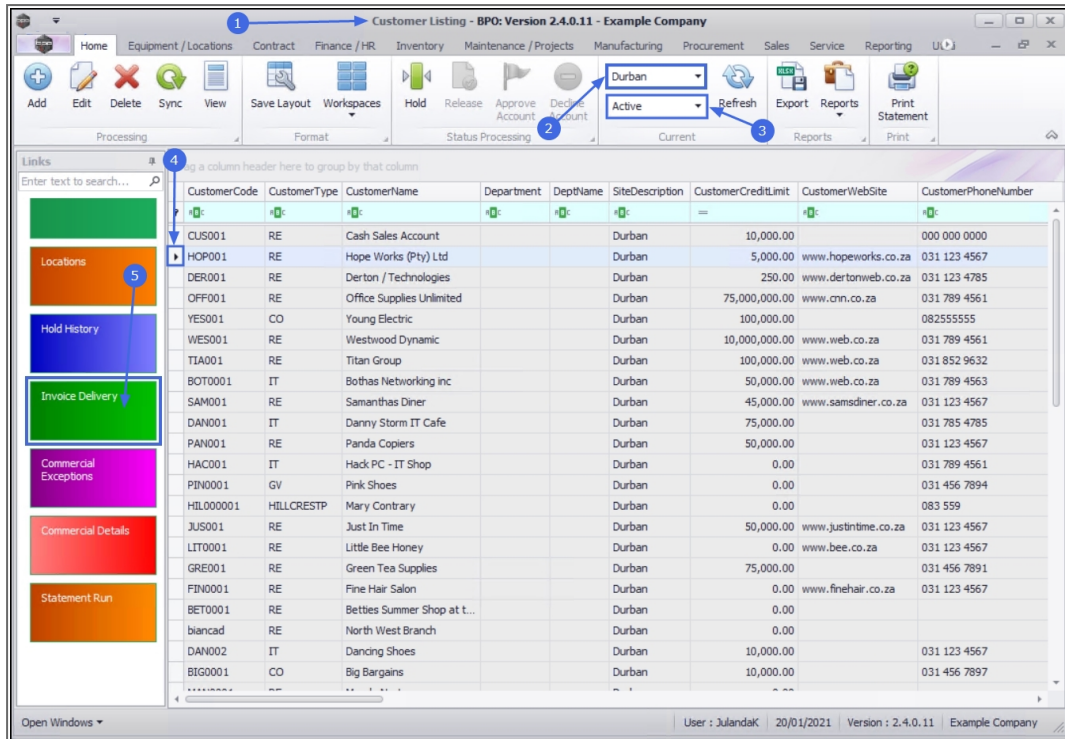 Customer Listing - BPO: Version 2.4.0.11 - Example Company
1
Home Equipment / Locations Contract Finance / HR Inventory Maintenance / Projects Manufacturing Procurement Sales Service Reporting
Add Edit Delete Sync View Save Layout Workspaces Hold Release Approve Account Decline Account Refresh Export Reports Print Statement
Durban
Active
2
3
Processing Format Status Processing Current Reports Print
Links
4
a column header here to group by that column
Enter text to search...
CustomerCode CustomerType CustomerName Department DeptName SiteDescription CustomerCreditLimit CustomerWebSite CustomerPhoneNumber
CUS001 RE Cash Sales Account Durban 10,000.00 000 000 0000
HOP001 RE Hope Works (Pty) Ltd Durban 5,000.00 www.hopeworks.co.za 031 123 4567
DER001 RE Derton / Technologies Durban 250.00 www.dertonweb.co.za 031 123 4785
OFF001 RE Office Supplies Unlimited Durban 75,000,000.00 www.cnn.co.za 031 789 4561
YES001 CO Young Electric Durban 100,000.00 082555555
WES001 RE Westwood Dynamic Durban 10,000,000.00 www.web.co.za 031 789 4561
TIA001 RE Titan Group Durban 100,000.00 www.web.co.za 031 852 9632
BOT0001 IT Bothas Networking inc Durban 50,000.00 www.web.co.za 031 789 4563
SAM001 RE Samanthas Diner Durban 45,000.00 www.samsdiner.co.za 031 123 4567
DAN001 IT Danny Storm IT Cafe Durban 75,000.00 031 785 4785
PAN001 RE Panda Copiers Durban 50,000.00 031 123 4567
HAC001 IT Hack PC - IT Shop Durban 0.00 031 789 4561
PIN0001 GV Pink Shoes Durban 0.00 031 456 7894
HIL000001 HILLCRESTP Mary Contrary Durban 0.00 083 559
JUS001 RE Just In Time Durban 50,000.00 www.justintime.co.za 031 123 4567
LIT0001 RE Little Bee Honey Durban 0.00 www.bee.co.za 031 123 4567
GRE001 RE Green Tea Supplies Durban 75,000.00 031 456 7891
FIN0001 RE Fine Hair Salon Durban 0.00 www.finehair.co.za 031 123 4567
BET0001 RE Betties Summer Shop at t... Durban 0.00
biancad RE North West Branch Durban 0.00
DAN002 IT Dancing Shoes Durban 10,000.00 031 123 4567
BIG0001 CO Big Bargains Durban 10,000.00 031 456 7897
Locations
5
Hold History
Invoice Delivery
Commercial Exceptions
Commercial Details
Statement Run
Open Windows
User : JulandaK 20/01/2021 Version : 2.4.0.11 Example Company